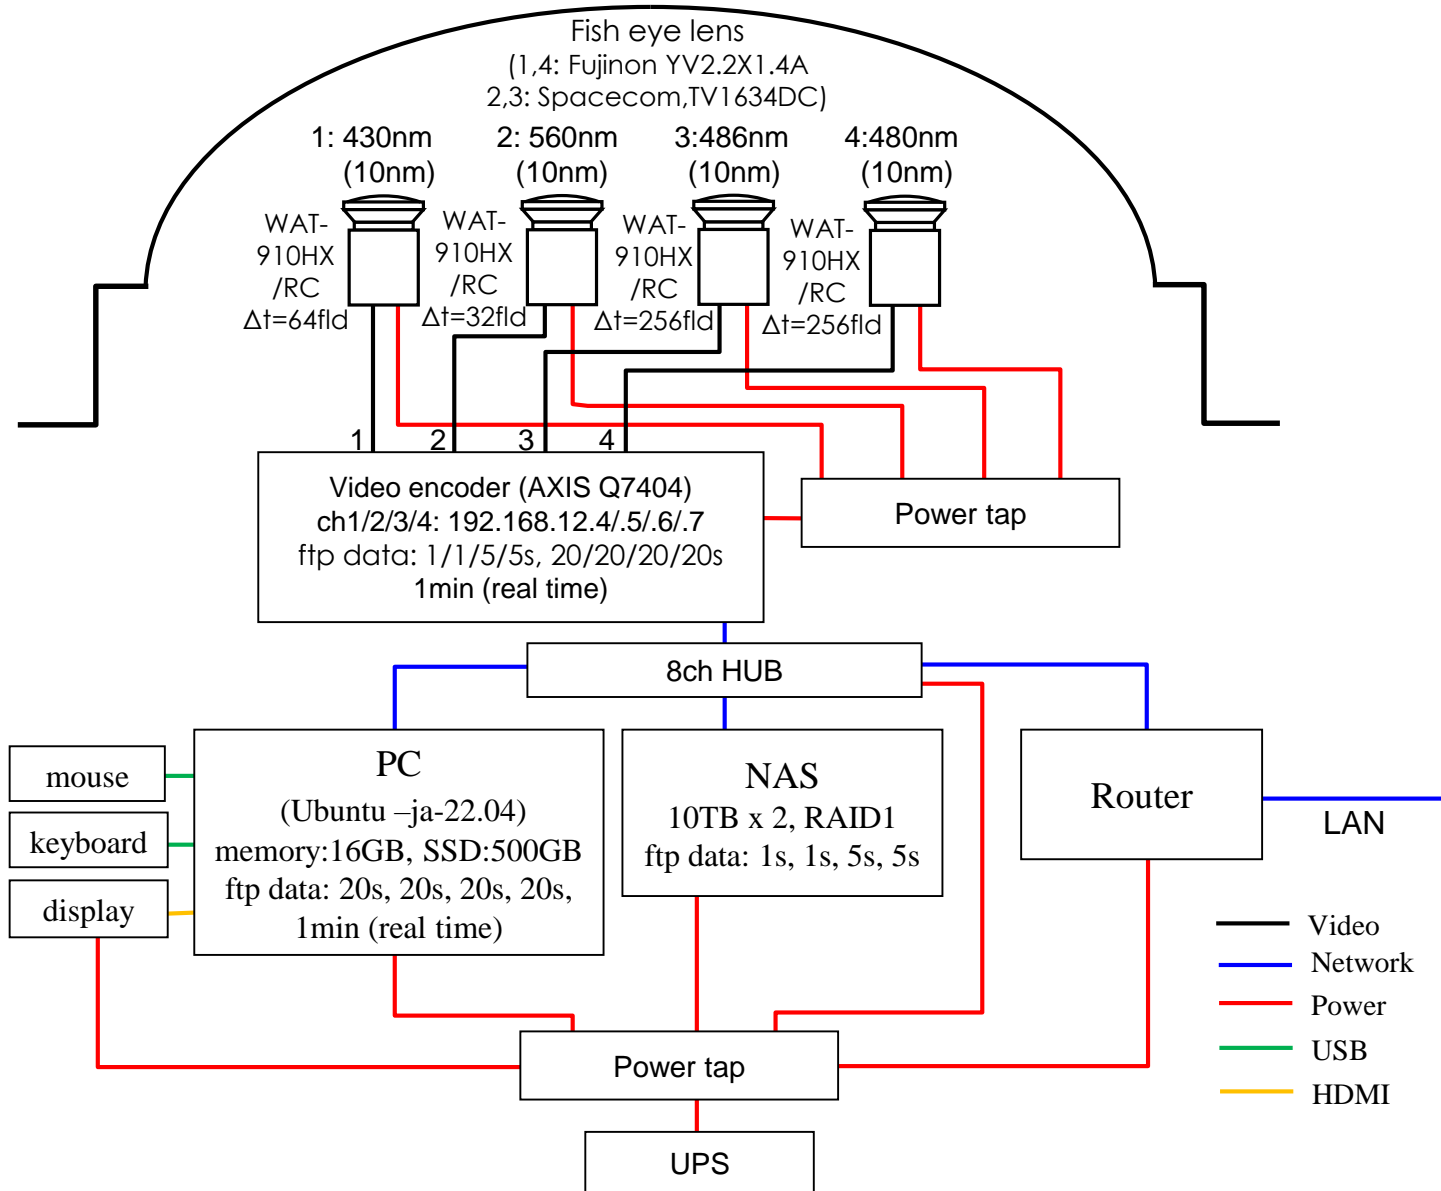 Fish eye lens
(1,4: Fujinon YV2.2X1.4A
2,3: Spacecom,TV1634DC)
1: 430nm
(10nm)
2: 560nm
(10nm)
3:486nm
(10nm)
4:480nm
(10nm)
WAT-
910HX
/RC
Δt=64fld
WAT-
910HX
/RC
Δt=32fld
WAT-
910HX
/RC
Δt=256fld
WAT-
910HX
/RC
Δt=256fld
1
2
3
4
Video encoder (AXIS Q7404)
ch1/2/3/4: 192.168.12.4/.5/.6/.7
ftp data: 1/1/5/5s, 20/20/20/20s
1min (real time)
Power tap
8ch HUB
mouse
keyboard
display
PC
(Ubuntu –ja-22.04)
memory:16GB, SSD:500GB
ftp data: 20s, 20s, 20s, 20s,
1min (real time)
NAS
10TB x 2, RAID1
ftp data: 1s, 1s, 5s, 5s
Router
LAN
Video
Network
Power
USB
HDMI
Power tap
UPS